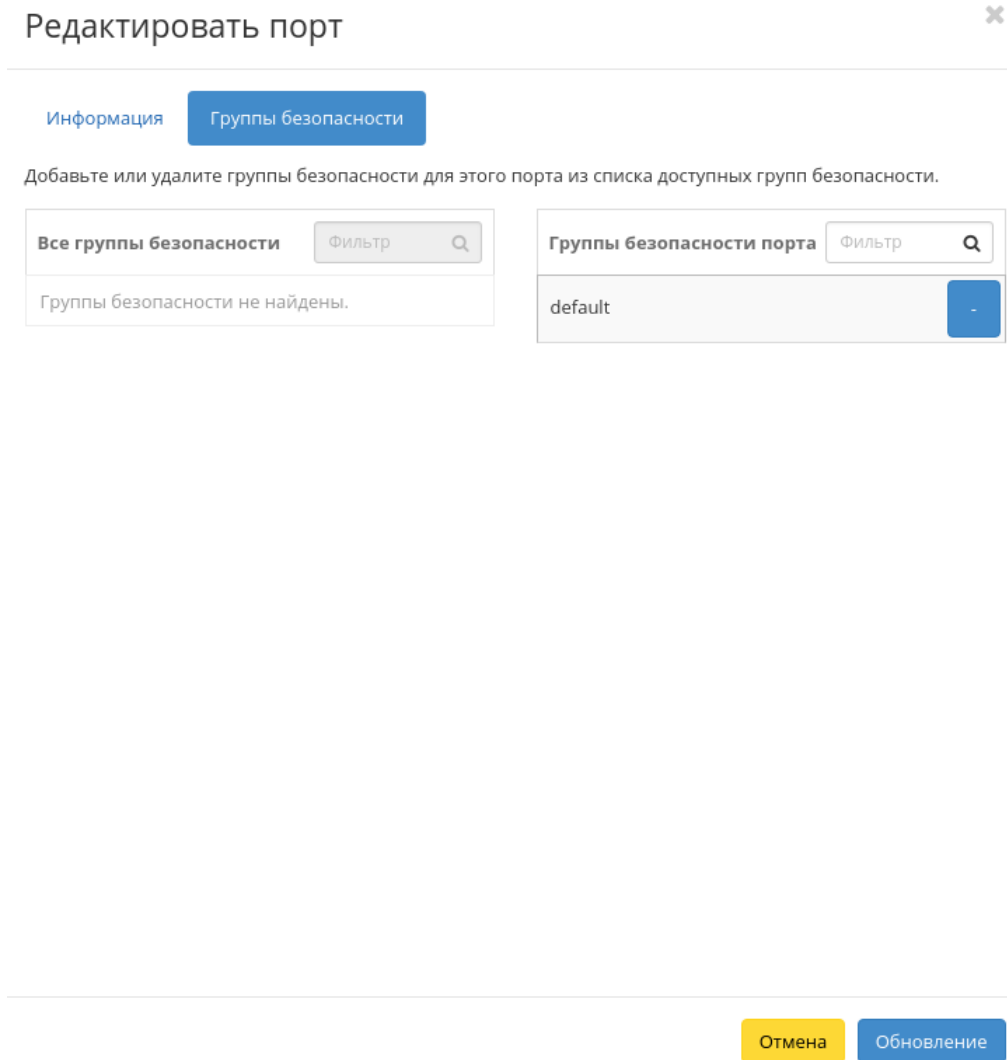 Редактировать порт
Информация
Группы безопасности
Добавьте или удалите группы безопасности для этого порта из списка доступных групп безопасности.
Все группы безопасности
Фильтр
Группы безопасности не найдены.
Группы безопасности порта
Фильтр
default
-
Отмена
Обновление